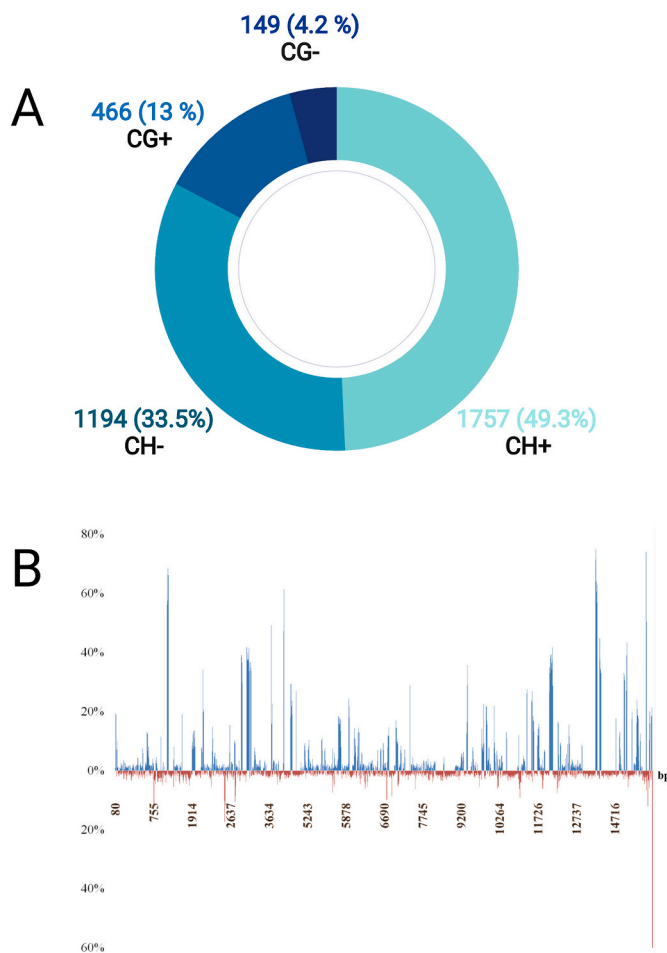 149 (4.2 %)
CG-
A
466 (13 %)
CG+
1194 (33.5%)
CH-
1757 (49.3%)
CH+
B
80%
60%
40%
20%
0%
bp
80
755
1914
2637
3634
5243
5878
6690
7745
9200
10264
11726
12737
14716
20%
40%
60%